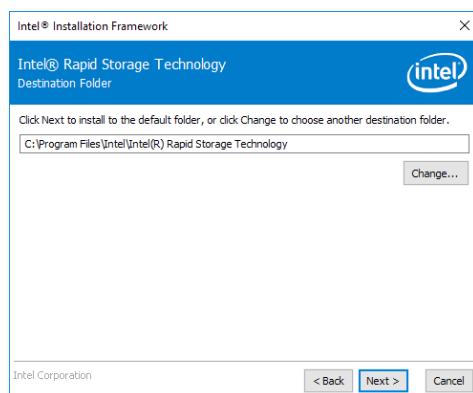 Intel® Installation Framework
Intel® Rapid Storage Technology
Destination Folder
intel
Click Next to install to the default folder, or click Change to choose another destination folder.
C:\Program Files\Intel\Intel(R) Rapid Storage Technology
Change...
Intel Corporation
< Back Next > Cancel